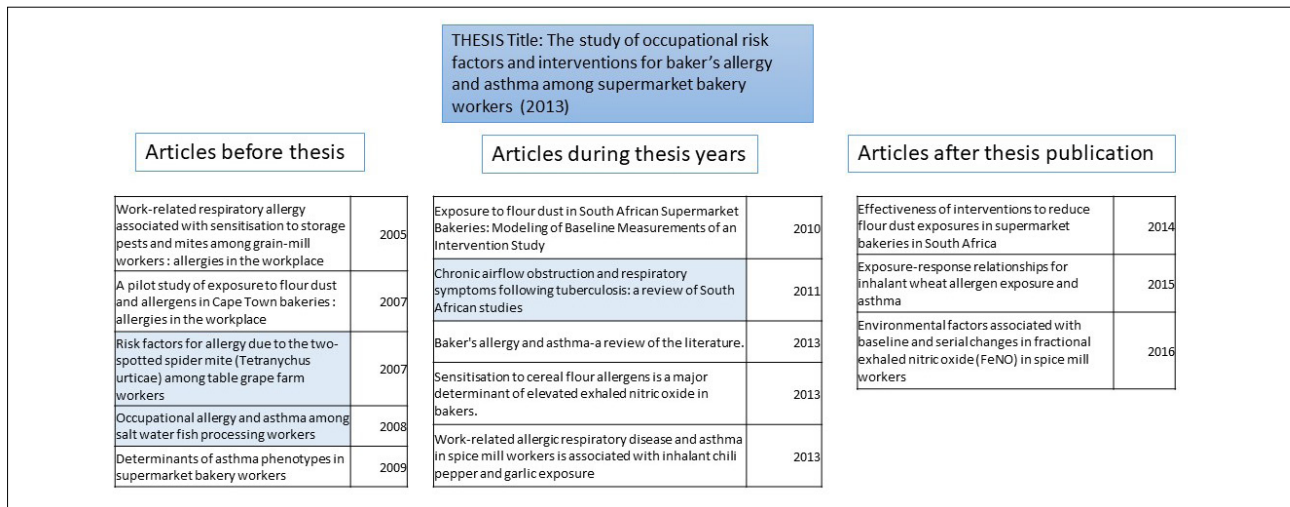 THESIS Title: The study of occupational risk
factors and interventions for baker's allergy
and asthma among supermarket bakery
workers  (2013)
Articles before thesis
Work-related respiratory allergy
associated with sensitisation to storage
pests and mites among grain-mill
workers : allergies in the workplace
2005
A pilot study of exposure to flour dust
and allergens in Cape Town bakeries :
allergies in the workplace
2007
Risk factors for allergy due to the two-
spotted spider mite (Tetranychus
urticae) among table grape farm
workers
2007
Occupational allergy and asthma among
salt water fish processing workers
2008
Determinants of asthma phenotypes in
supermarket bakery workers
2009
Articles during thesis years
Exposure to flour dust in South African Supermarket
Bakeries: Modeling of Baseline Measurements of an
Intervention Study
2010
Chronic airflow obstruction and respiratory
symptoms following tuberculosis: a review of South
African studies
2011
Baker's allergy and asthma-a review of the literature.
2013
Sensitisation to cereal flour allergens is a major
determinant of elevated exhaled nitric oxide in
bakers.
2013
Work-related allergic respiratory disease and asthma
in spice mill workers is associated with inhalant chili
pepper and garlic exposure
2013
Articles after thesis publication
Effectiveness of interventions to reduce
flour dust exposures in supermarket
bakeries in South Africa
2014
Exposure-response relationships for
inhalant wheat allergen exposure and
asthma
2015
Environmental factors associated with
baseline and serial changes in fractional
exhaled nitric oxide (FeNO) in spice mill
workers
2016